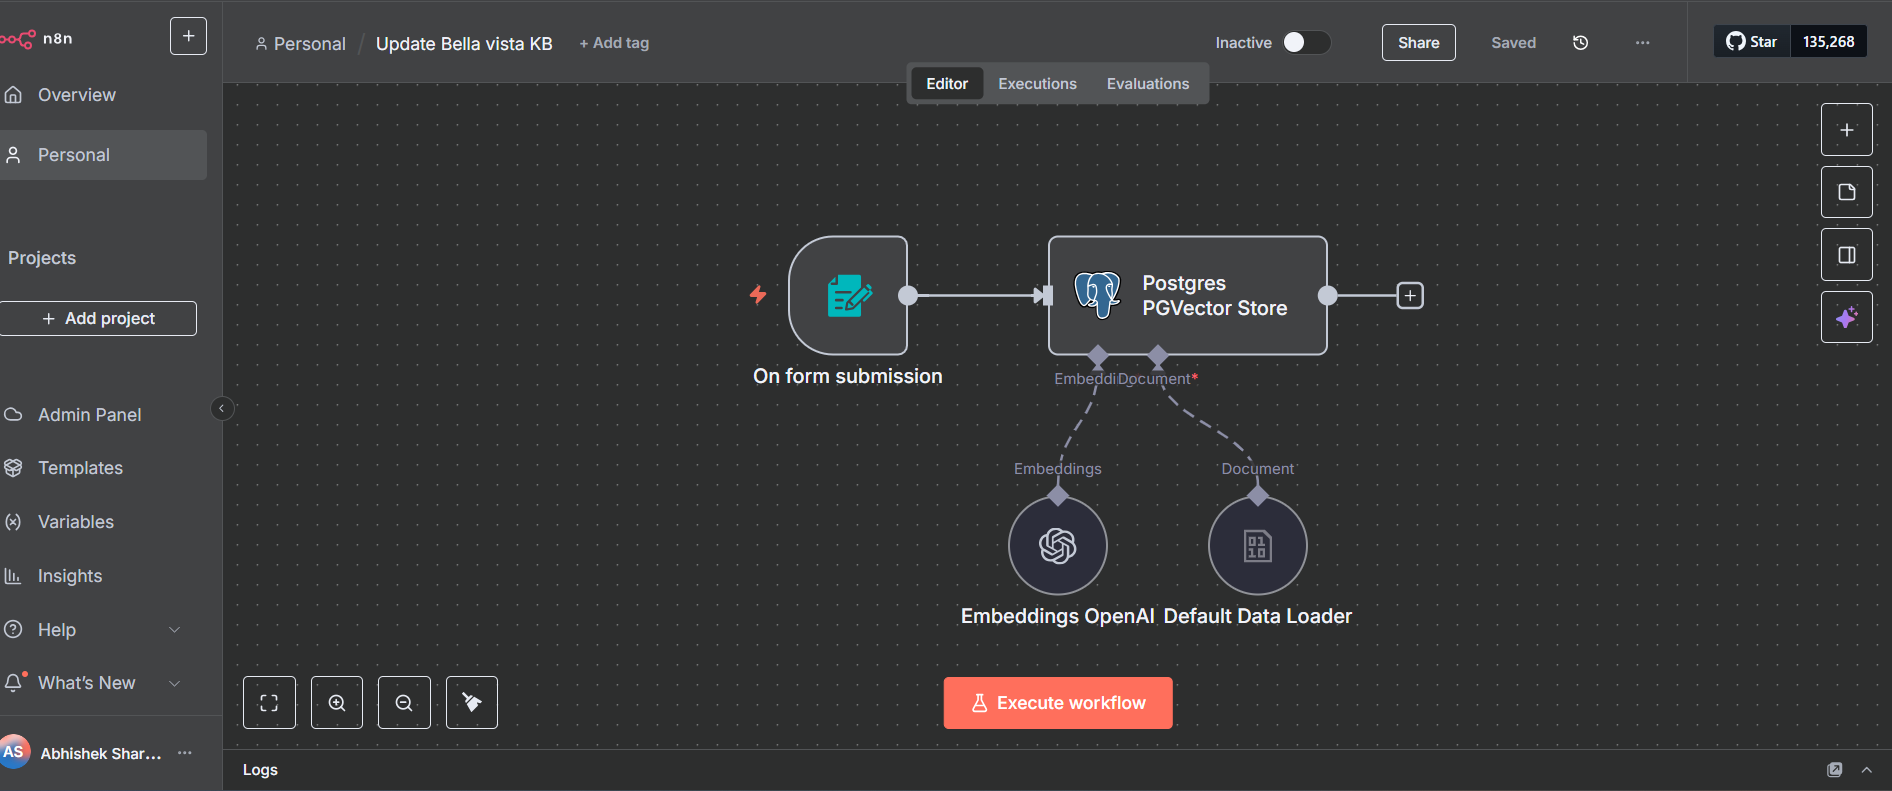 n8n
+
Personal / Update Bella vista KB + Add tag
Inactive
Share
Saved
Star 135,268
Editor Executions Evaluations
Overview
Personal
Projects
+ Add project
Admin Panel
Templates
Variables
Insights
Help
What's New
AS Abhishek Shar...
On form submission
Postgres
PGVector Store
Document*
Embeddings
Document
Embeddings OpenAI
Default Data Loader
Execute workflow
Logs